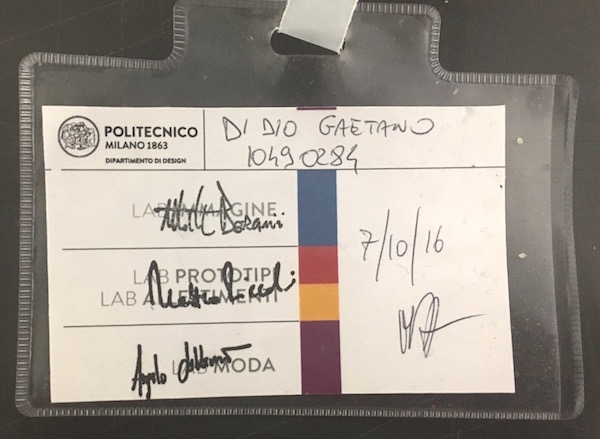 POLITECNICO
MILANO 1863
DIPARTIMENTO DI DESIGN
DI DIO GAETANO
10490284
LAB IMMAGINE
LAB PROTOTIPI
LAB ALLESTIMENTI
LAB MODA
Angelo
7/10/16